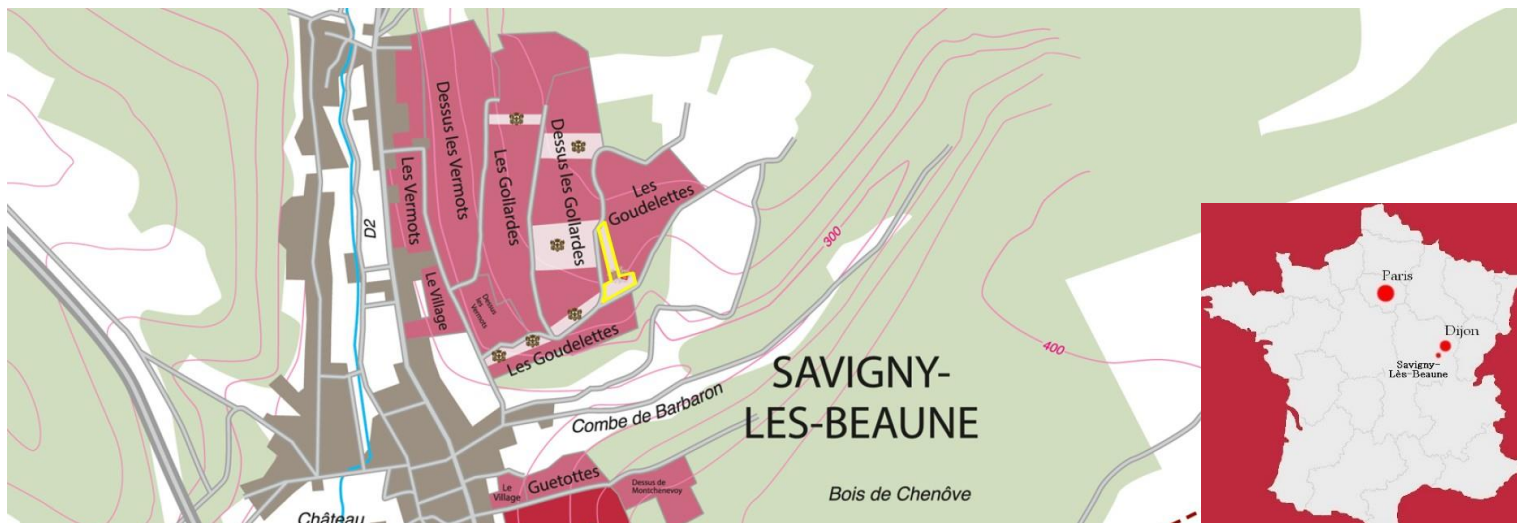 D2
Les Vermots
Dessus les Vermots
Les Gollardes
Dessus les Gollardes
Les
Goudelettes
Le Village
Dessus
les
Vermots
Les Goudelettes
300
400
SAVIGNY-
LES-BEAUNE
Combe de Barbaron
Bois de Chenôve
Le
Village
Guetottes
Dessus de
Montchenevoy
Château
Paris
Dijon
Savigny-
Lès-Beaune